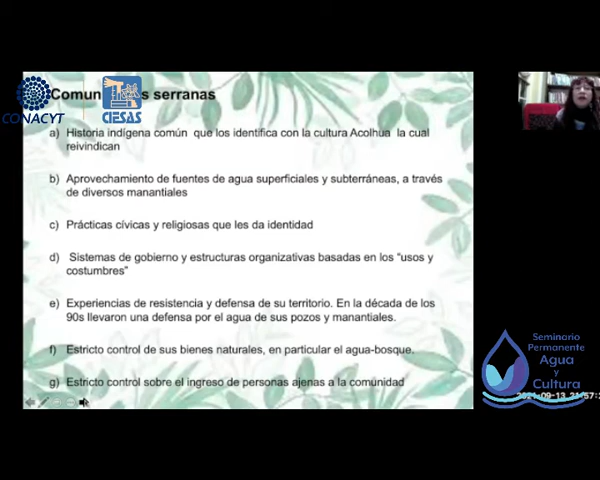 Comun s serranas
CONACYT
CIESAS
a) Historia indígena común que los identifica con la cultura Acolhua la cual
reivindican
b) Aprovechamiento de fuentes de agua superficiales y subterráneas, a través
de diversos manantiales
c) Prácticas cívicas y religiosas que les da identidad
d) Sistemas de gobierno y estructuras organizativas basadas en los "usos y
costumbres"
e) Experiencias de resistencia y defensa de su territorio. En la década de los
90s llevaron una defensa por el agua de sus pozos y manantiales.
f) Estricto control de sus bienes naturales, en particular el agua-bosque.
g) Estricto control sobre el ingreso de personas ajenas a la comunidad
Seminario
Permanente
Agua
y
Cultura
2021-09-13 21:57: